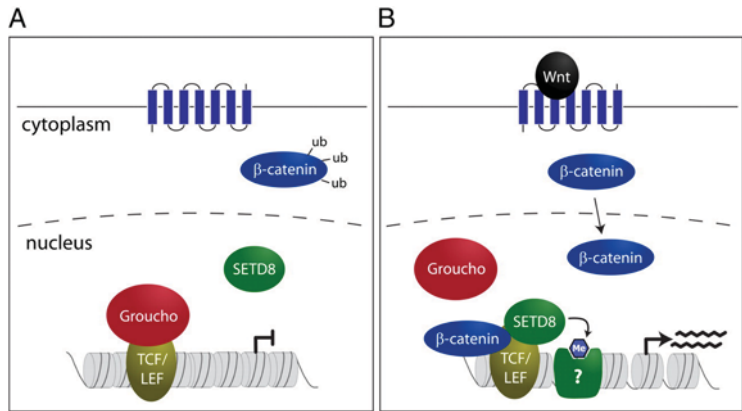 A
cytoplasm
ub
β-catenin
ub
ub
nucleus
SETD8
Groucho
TCF/
LEF
B
Wnt
β-catenin
β-catenin
Groucho
SETD8
β-catenin
Me
TCF/
LEF
?